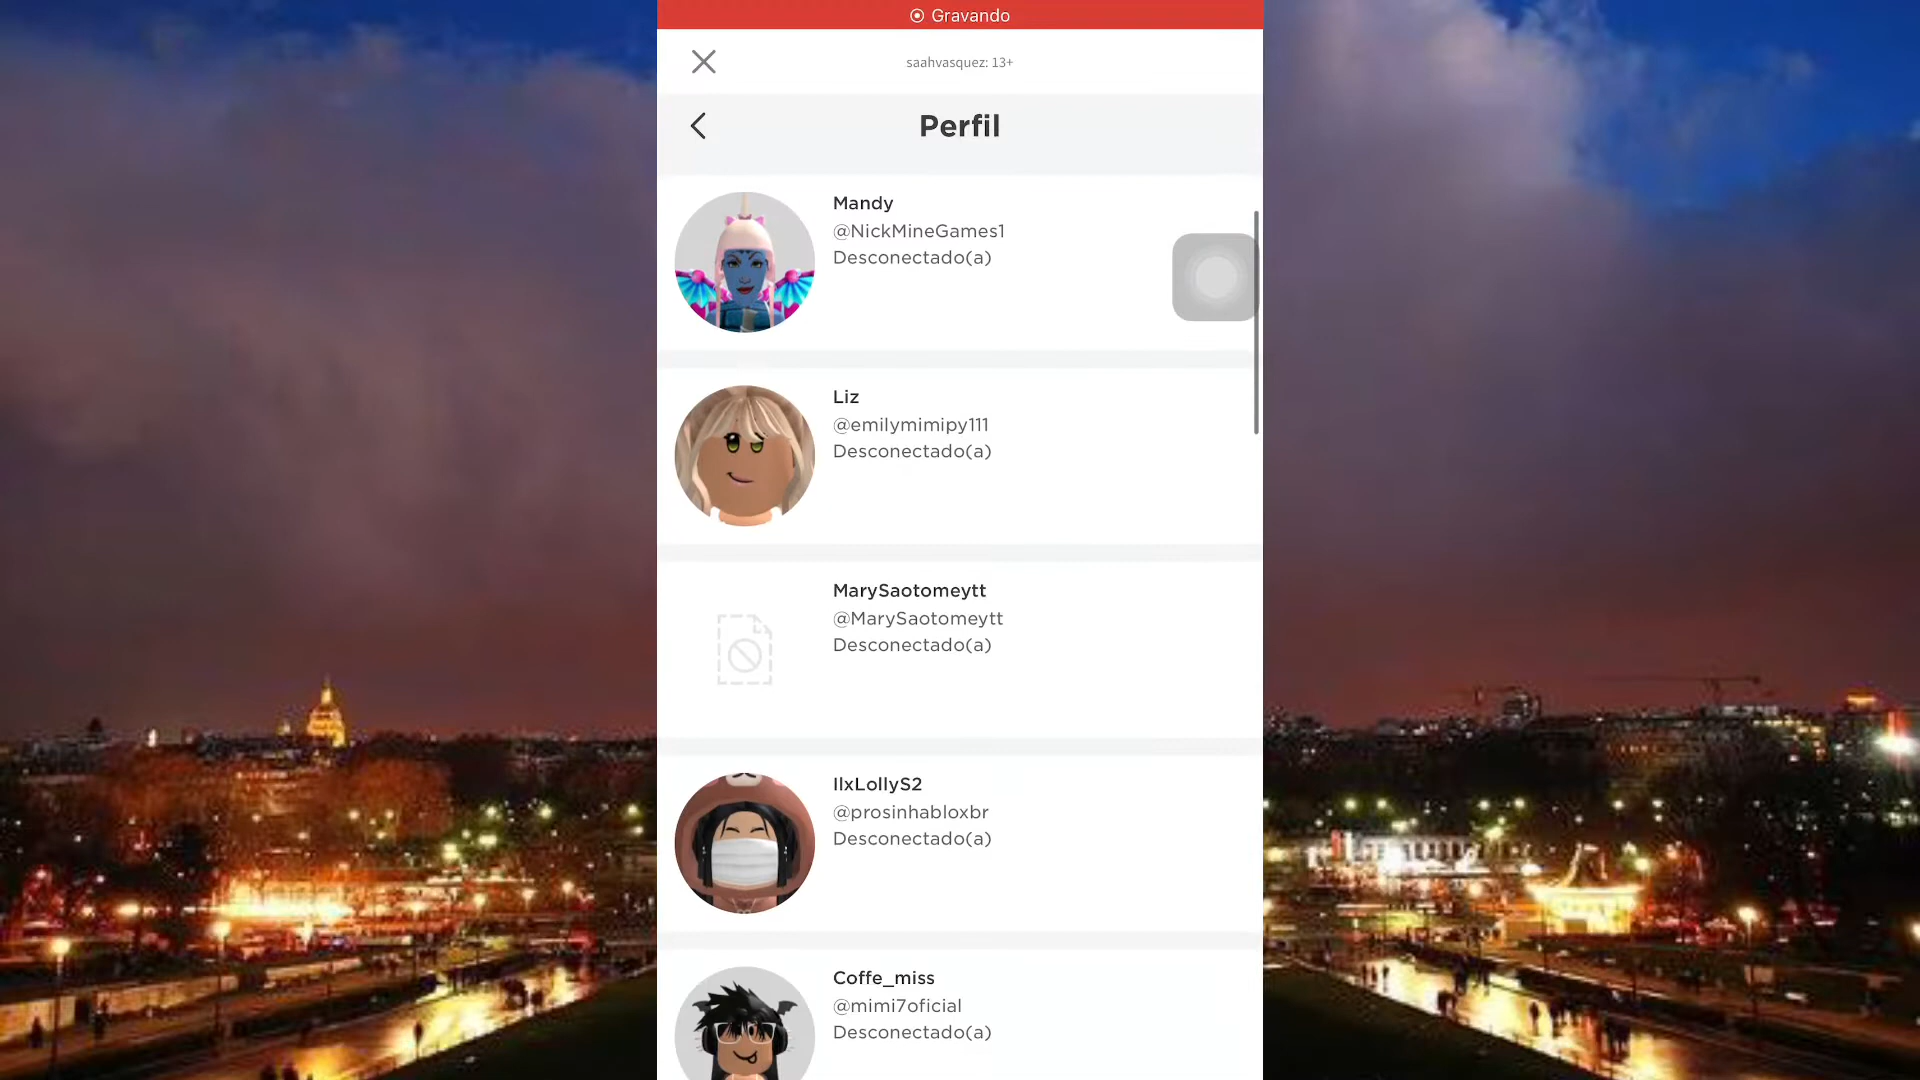 Gravando
saahvasquez: 13+
Perfil
Mandy
@NickMineGames1
Desconectado(a)
Liz
@emilymimipy111
Desconectado(a)
MarySaotomeytt
@MarySaotomeytt
Desconectado(a)
IlxLollyS2
@prosinhabloxbr
Desconectado(a)
Coffe_miss
@mimi7oficial
Desconectado(a)